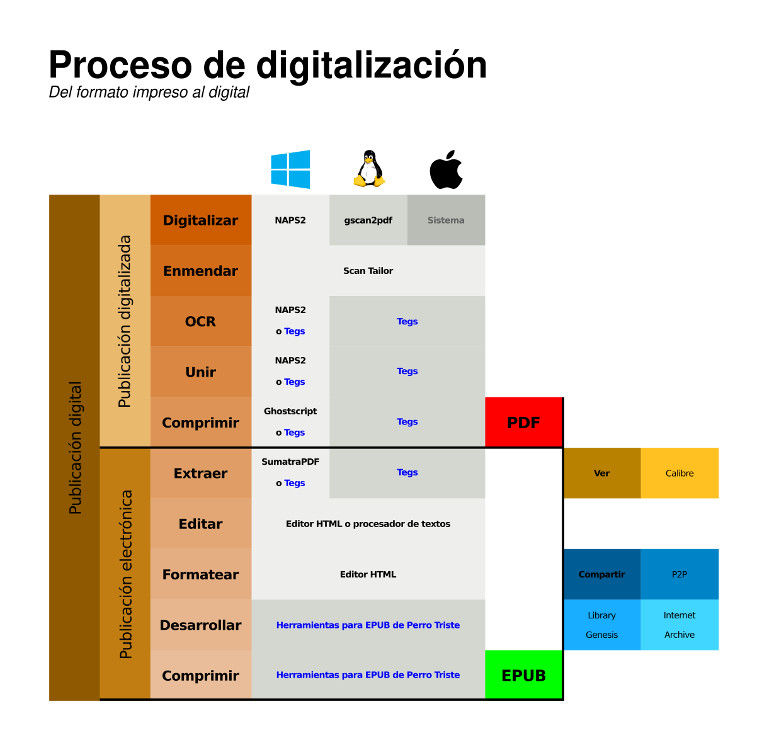 Proceso de digitalización
Del formato impreso al digital
Publicación digital
Publicación digitalizada
Digitalizar
NAPS2
gscan2pdf
Sistema
Enmendar
Scan Tailor
OCR
NAPS2
o Tegs
Tegs
Unir
NAPS2
o Tegs
Tegs
Comprimir
Ghostscript
o Tegs
Tegs
PDF
Publicación electrónica
Extraer
SumatraPDF
o Tegs
Tegs
Ver
Calibre
Editar
Editor HTML o procesador de textos
Formatear
Editor HTML
Compartir
P2P
Desarrollar
Herramientas para EPUB de Perro Triste
Library
Genesis
Internet
Archive
Comprimir
Herramientas para EPUB de Perro Triste
EPUB